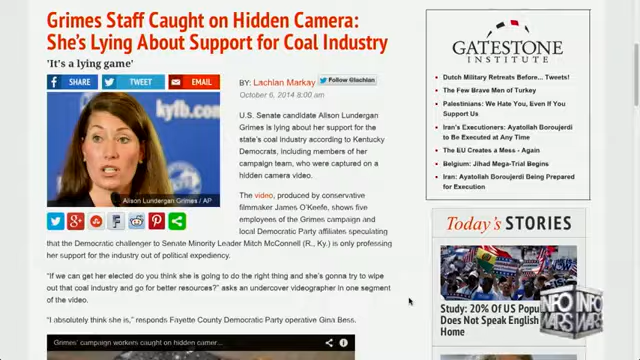 Grimes Staff Caught on Hidden Camera:
She's Lying About Support for Coal Industry
'It's a lying game'
SHARE TWEET EMAIL
BY: Lachlan Markay Follow @lachlan
October 6, 2014 8:00 am
kyfb.com
Alison Lundergan Grimes / AP
U.S. Senate candidate Alison Lundergan
Grimes is lying about her support for the
state's coal industry according to Kentucky
Democrats, including members of her
campaign team, who were captured on a
hidden camera video.
The video, produced by conservative
filmmaker James O'Keefe, shows five
employees of the Grimes campaign and
local Democratic Party affiliates speculating
that the Democratic challenger to Senate Minority Leader Mitch McConnell (R., Ky.) is only professing
her support for the industry out of political expediency.
"If we can get her elected do you think she is going to do the right thing and she's gonna try to wipe
out that coal industry and go for better resources?" asks an undercover videographer in one segment
of the video.
"I absolutely think she is," responds Fayette County Democratic Party operative Gina Bess.
Grimes' campaign workers caught on hidden camer...
GATESTONE
INSTITUTE
Dutch Military Retreats Before... Tweets!
The Few Brave Men of Turkey
Palestinians: We Hate You, Even If You
Support Us
Iran's Executioners: Ayatollah Boroujerdi
to Be Executed at Any Time
The EU Creates a Mess - Again
Belgium: Jihad Mega-Trial Begins
Iran: Ayatollah Boroujerdi Being Prepared
for Execution
Today's STORIES
Study: 20% Of US Popu
Does Not Speak English
Home
INFO INFO
WARS WARS